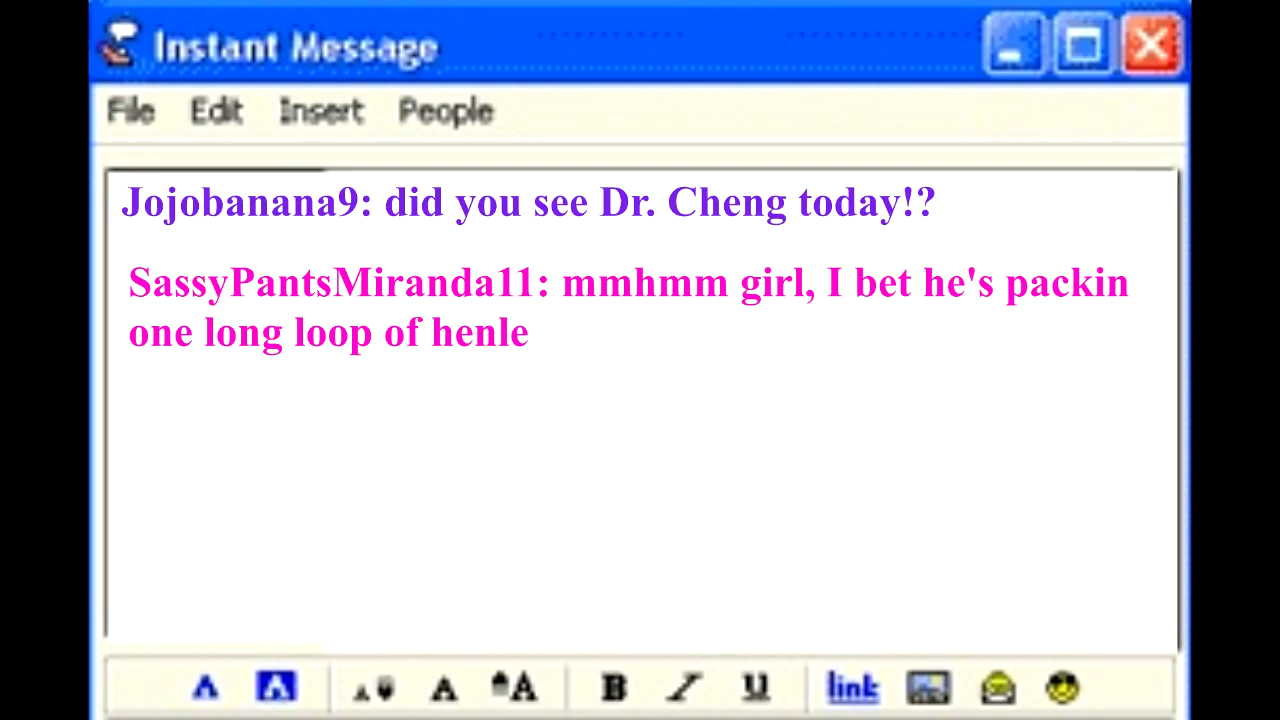 Instant Message
File Edit Insert People
Jojobanana9: did you see Dr. Cheng today!?
SassyPantsMiranda11: mmhmm girl, I bet he's packin
one long loop of henle
A A A A A B I U link